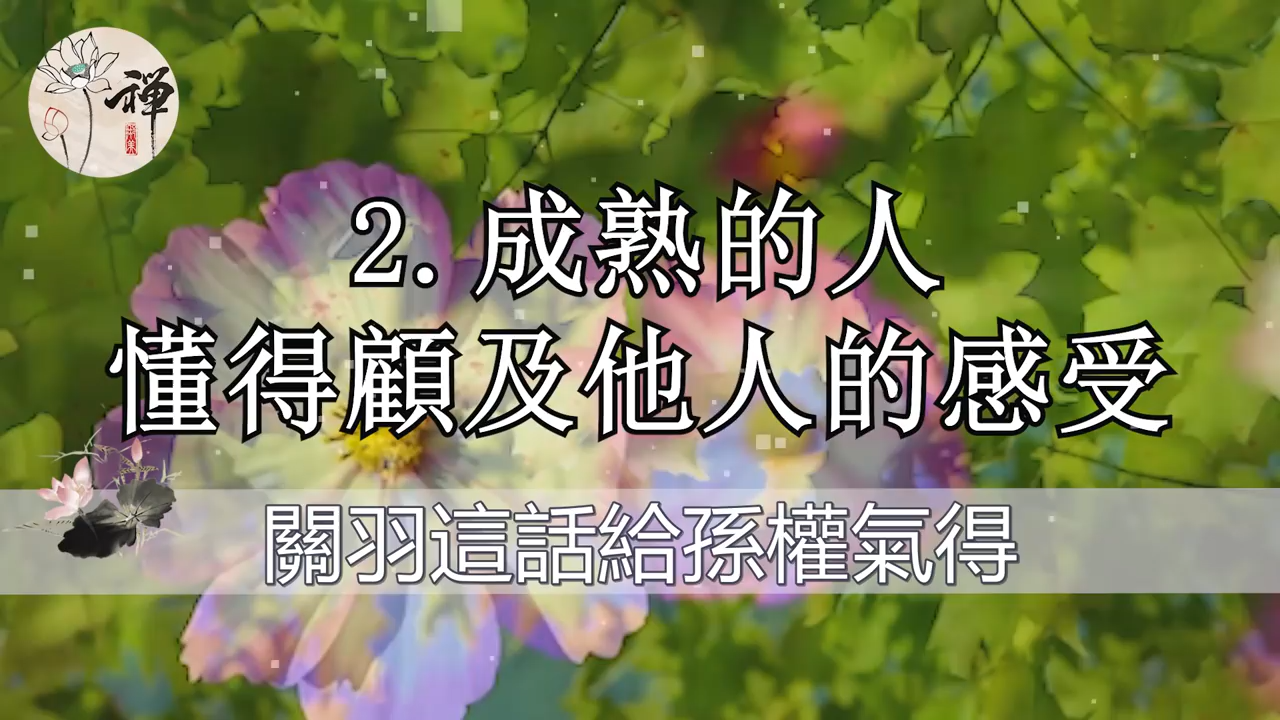 禪
2. 成熟的人
懂得顧及他人的感受
關羽這話給孫權氣得